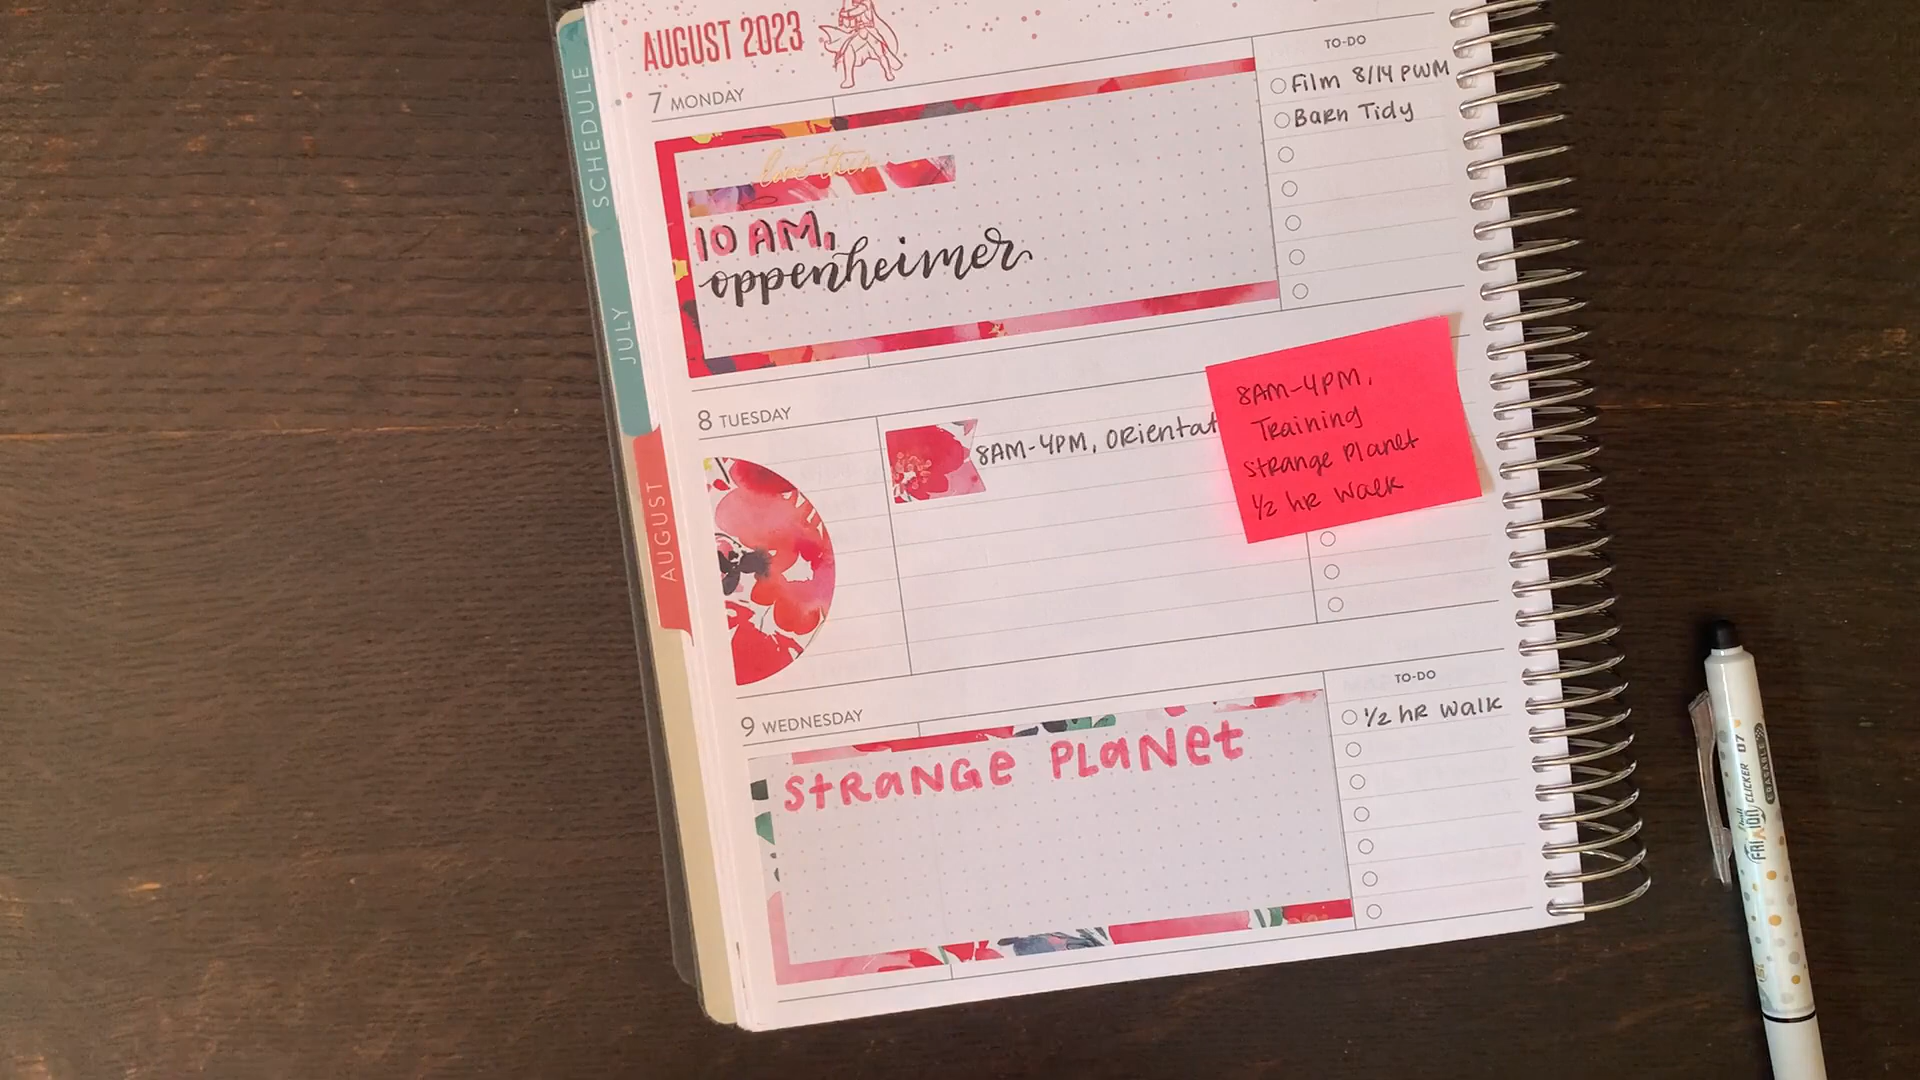 AUGUST 2023
SCHEDULE
JULY
AUGUST
7 MONDAY
love this
10 AM,
oppenheimer
TO-DO
Film 8/14 PWM
Barn Tidy
8 TUESDAY
8AM-4PM, Orientat
8AM-4PM,
Training
Strange Planet
1/2 hr walk
9 WEDNESDAY
Strange Planet
TO-DO
1/2 hr walk
FRIXION CLICKER 07
ERASABLE